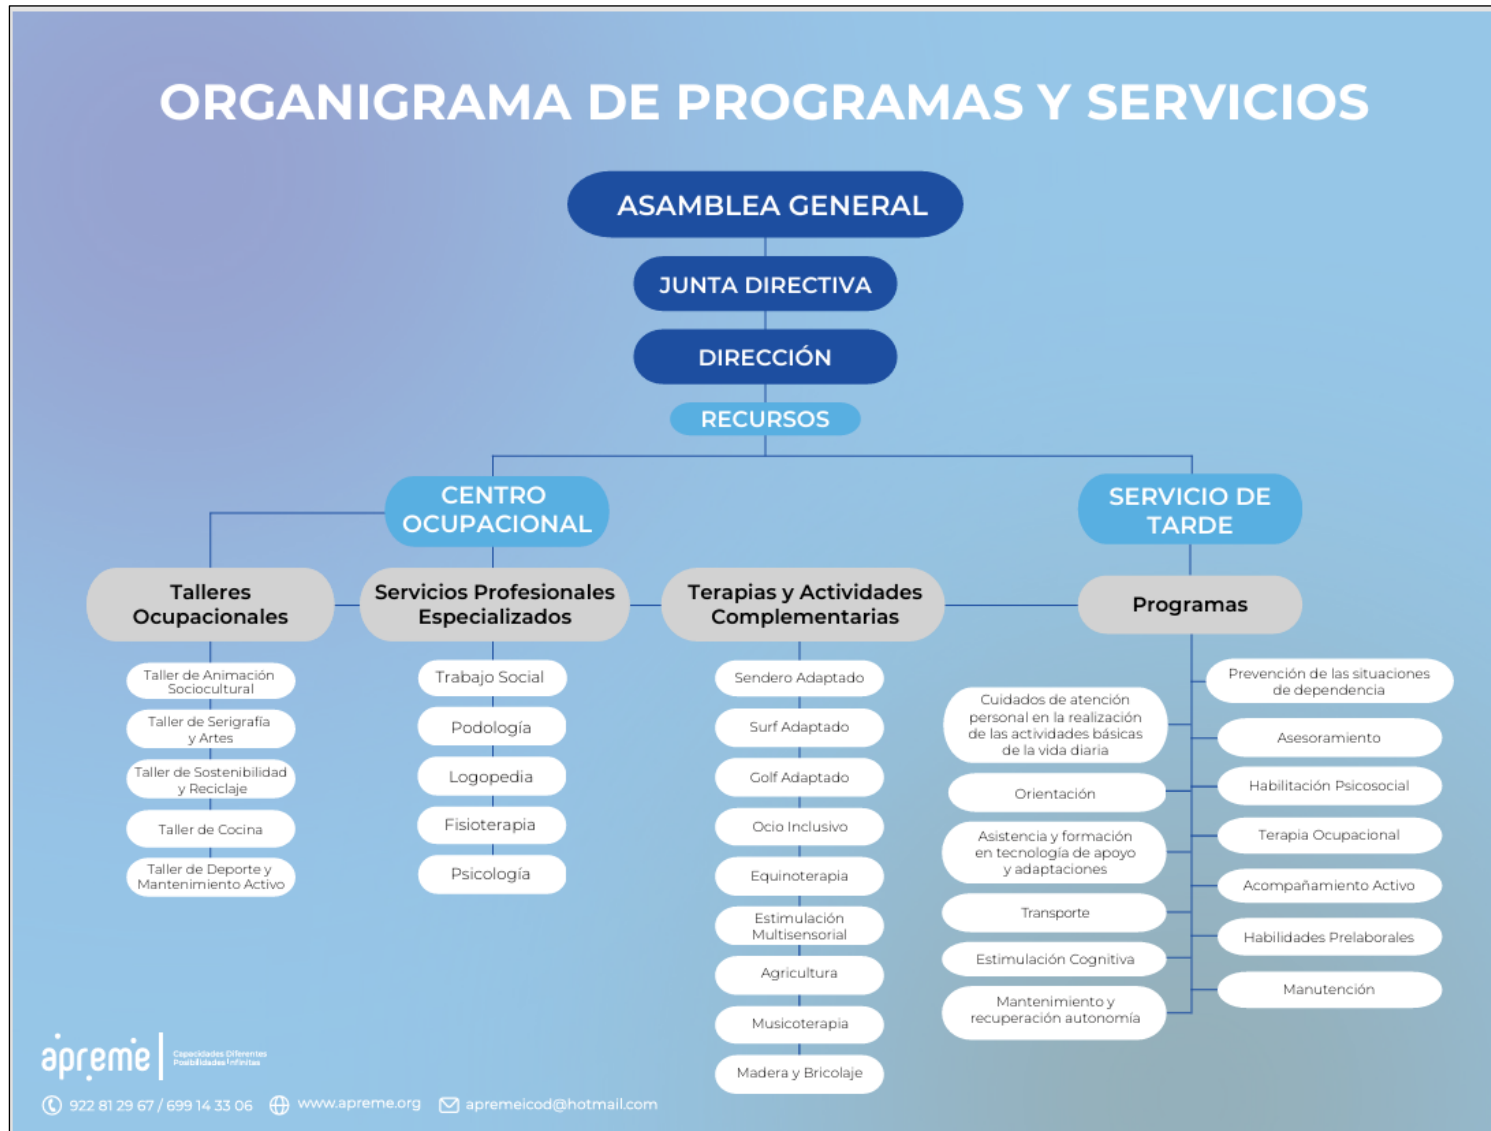 ORGANIGRAMA DE PROGRAMAS Y SERVICIOS
ASAMBLEA GENERAL
JUNTA DIRECTIVA
DIRECCIÓN
RECURSOS
CENTRO
OCUPACIONAL
SERVICIO DE
TARDE
Talleres
Ocupacionales
Taller de Animación
Sociocultural
Taller de Serigrafía
y Artes
Taller de Sostenibilidad
y Reciclaje
Taller de Cocina
Taller de Deporte y
Mantenimiento Activo
Servicios Profesionales
Especializados
Trabajo Social
Podología
Logopedia
Fisioterapia
Psicología
Terapias y Actividades
Complementarias
Sendero Adaptado
Surf Adaptado
Golf Adaptado
Ocio Inclusivo
Equinoterapia
Estimulación
Multisensorial
Agricultura
Musicoterapia
Madera y Bricolaje
Programas
Cuidados de atención
personal en la realización
de las actividades básicas
de la vida diaria
Orientación
Asistencia y formación
en tecnología de apoyo
y adaptaciones
Transporte
Estimulación Cognitiva
Mantenimiento y
recuperación autonomía
Prevención de las situaciones
de dependencia
Asesoramiento
Habilitación Psicosocial
Terapia Ocupacional
Acompañamiento Activo
Habilidades Prelaborales
Manutención
apreme
Capacidades Diferentes
Posibilidades Infinitas
922 81 29 67 / 699 14 33 06 www.apreme.org apremeicod@hotmail.com